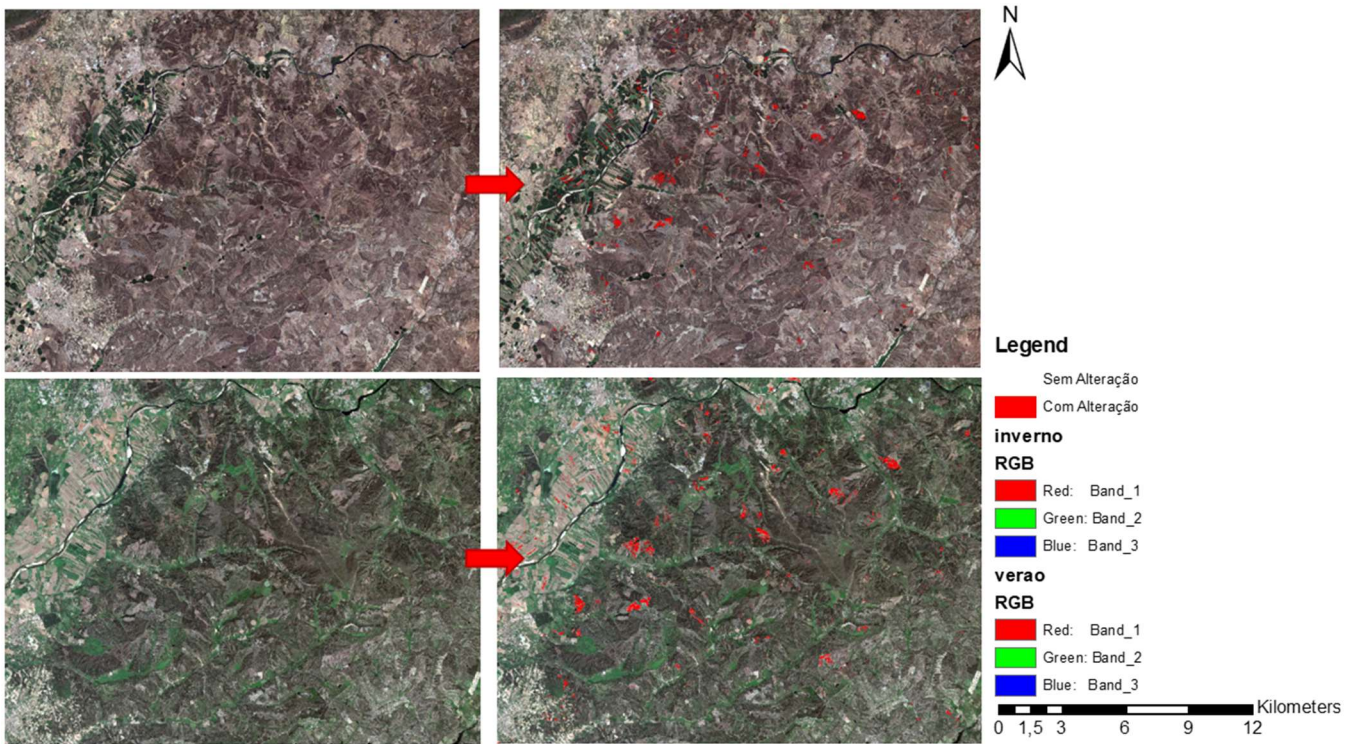 N
Legend
Sem Alteração
Com Alteração
inverno
RGB
Red: Band_1
Green: Band_2
Blue: Band_3
verao
RGB
Red: Band_1
Green: Band_2
Blue: Band_3
Kilometers
0 1,5 3 6 9 12